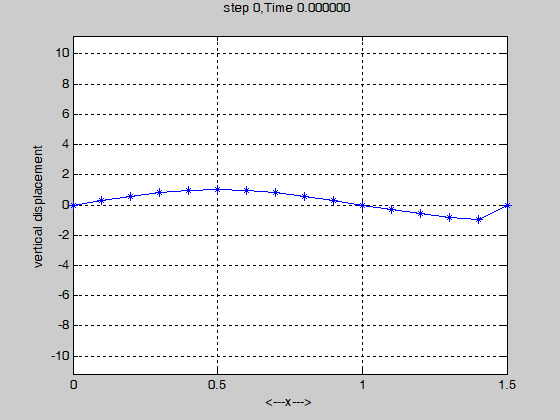 step 0,Time 0.000000
10
8
6
4
2
0
-2
-4
-6
-8
-10
vertical displacement
0 0.5 1 1.5
<---x--->